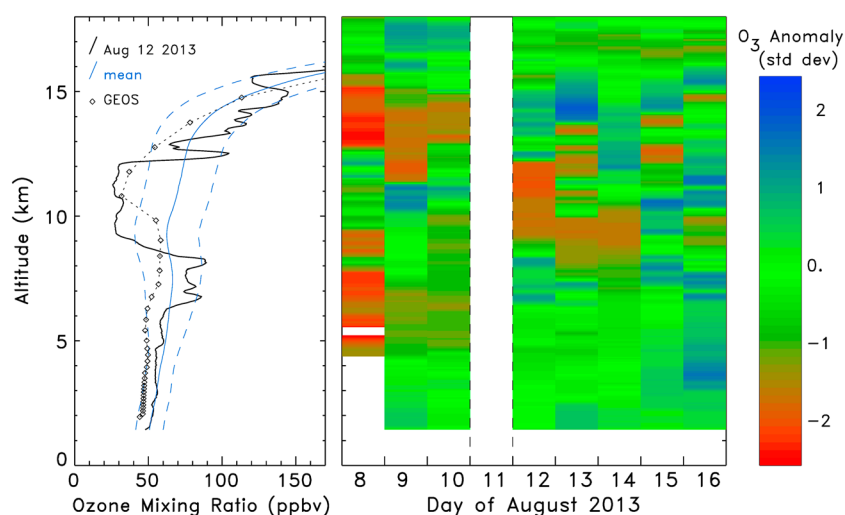 Aug 12 2013
mean
GEOS
15
10
5
0
Altitude (km)
0 50 100 150
Ozone Mixing Ratio (ppbv)
8 9 10 11 12 13 14 15 16
Day of August 2013
O3 Anomaly
(std dev)
2
1
0.
−1
−2